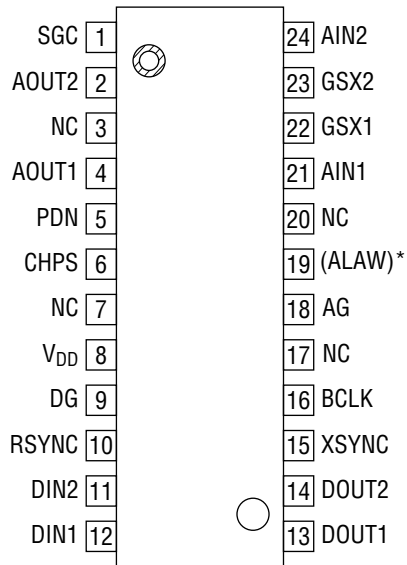 SGC 1 24 AIN2
AOUT2 2 23 GSX2
NC 3 22 GSX1
AOUT1 4 21 AIN1
PDN 5 20 NC
CHPS 6 19 (ALAW)*
NC 7 18 AG
VDD 8 17 NC
DG 9 16 BCLK
RSYNC 10 15 XSYNC
DIN2 11 14 DOUT2
DIN1 12 13 DOUT1